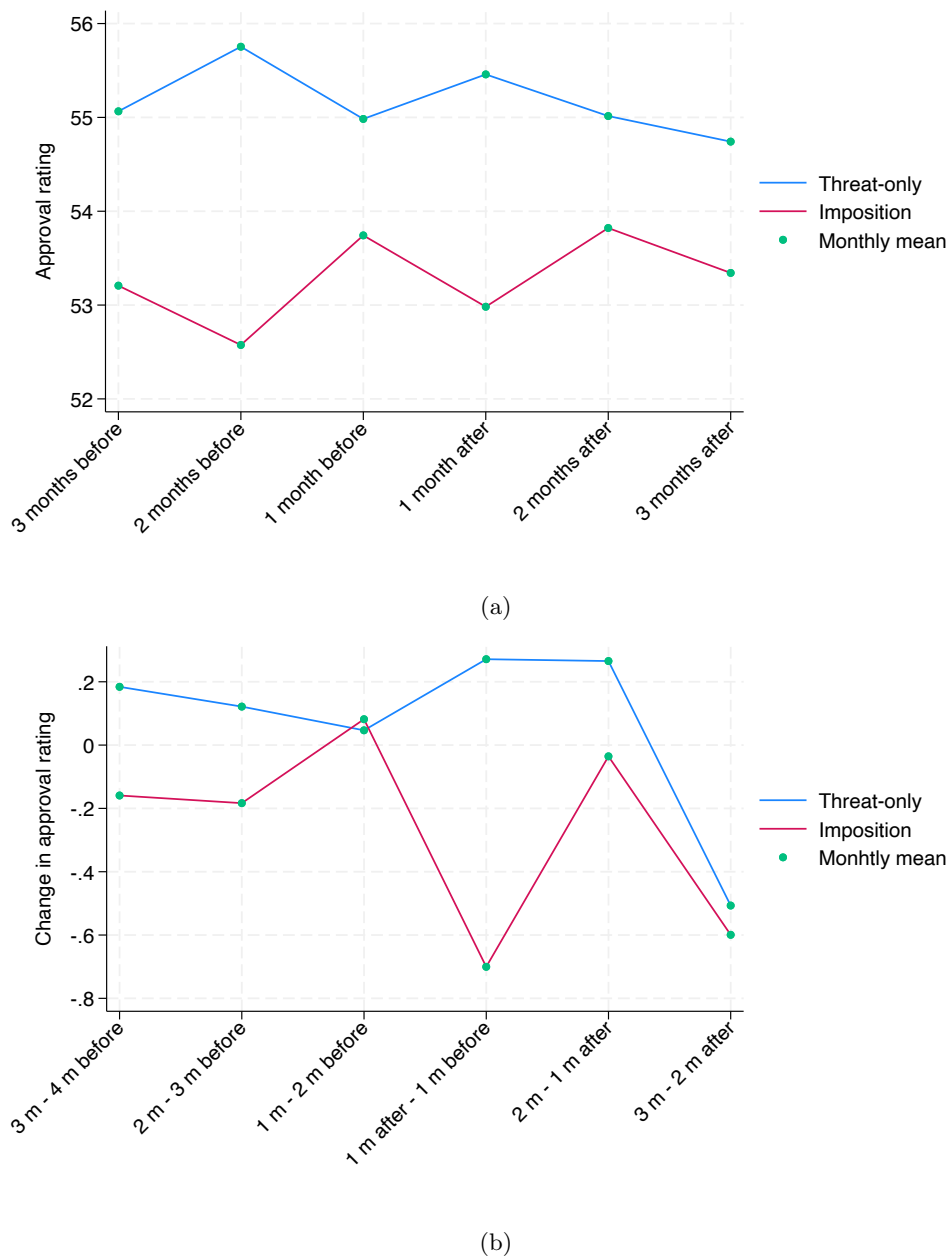 56
55
54
53
52
Approval rating
3 months before
2 months before
1 month before
1 month after
2 months after
3 months after
Threat-only
Imposition
Monthly mean
(a)
.2
0
-.2
-.4
-.6
-.8
Change in approval rating
3 m - 4 m before
2 m - 3 m before
1 m - 2 m before
1 m after - 1 m before
2 m - 1 m after
3 m - 2 m after
Threat-only
Imposition
Monhtly mean
(b)